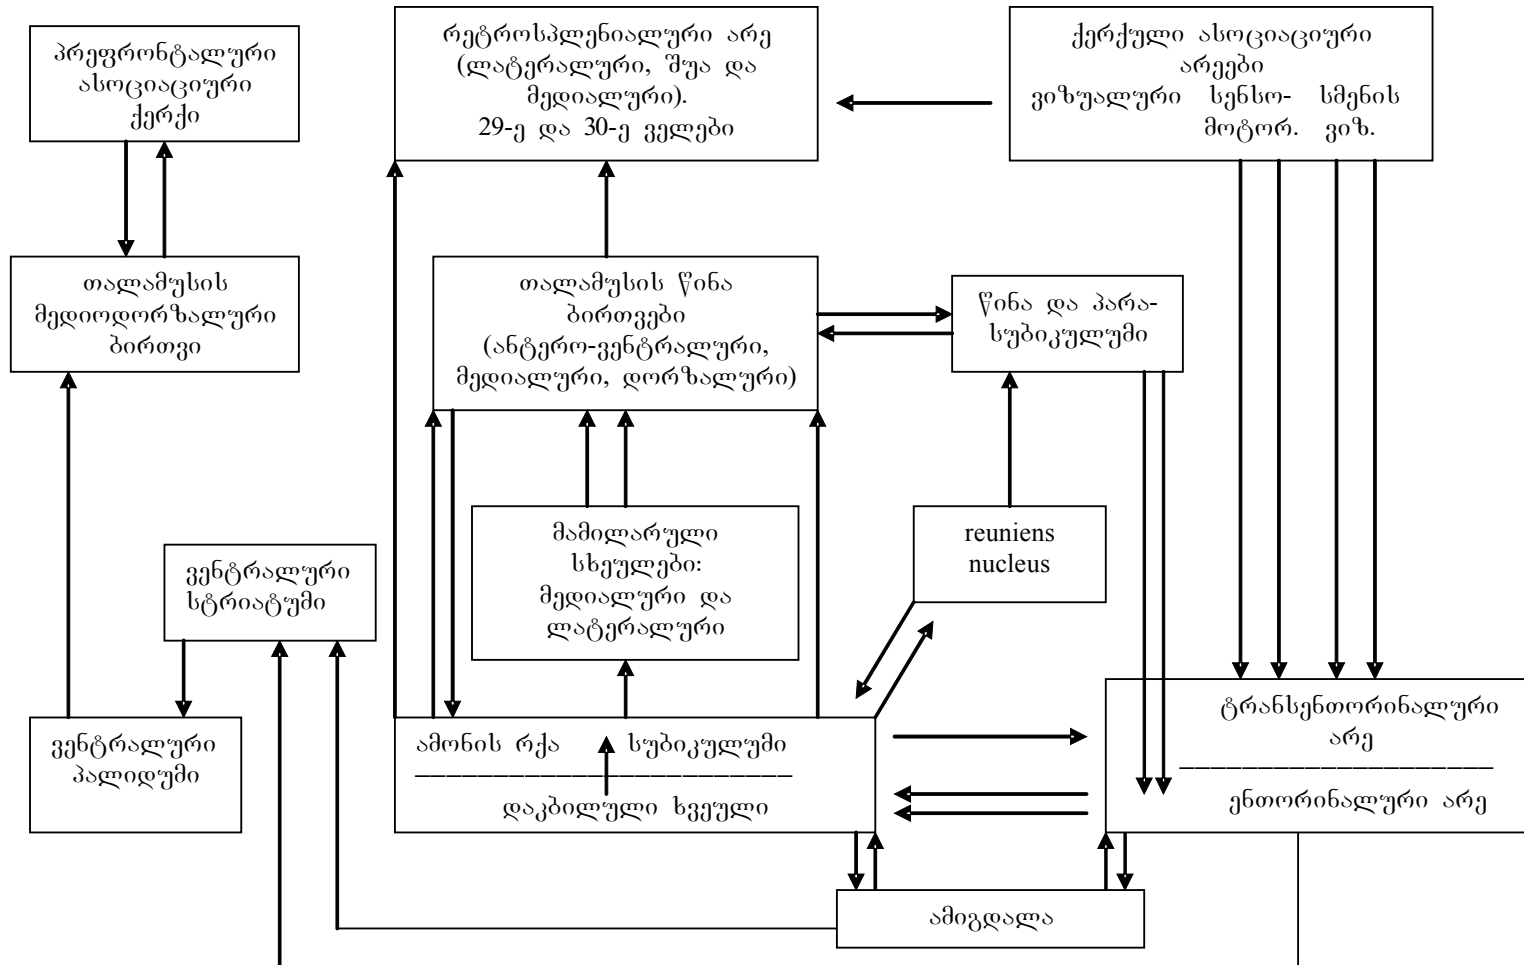 პრეფრონტალური
ასოციაციური
ქერქი
რეტროსპლენიალური არე
(ლატერალური, შუა და
მედიალური).
29-ე და 30-ე ველები
ქერქული ასოციაციური
არეები
ვიზუალური სენსო- სმენის
მოტორ. ვიზ.
თალამუსის
მედიოდორზალური
ბირთვი
თალამუსის წინა
ბირთვები
(ანტერო-ვენტრალური,
მედიალური, დორზალური)
წინა და პარა-
სუბიკულუმი
ვენტრალური
სტრიატუმი
მამილარული
სხეულები:
მედიალური და
ლატერალური
reuniens
nucleus
ვენტრალური
პალიდუმი
ამონის რქა სუბიკულუმი
დაკბილული ხვეული
ტრანსენთორინალური
არე
ენთორინალური არე
ამიგდალა